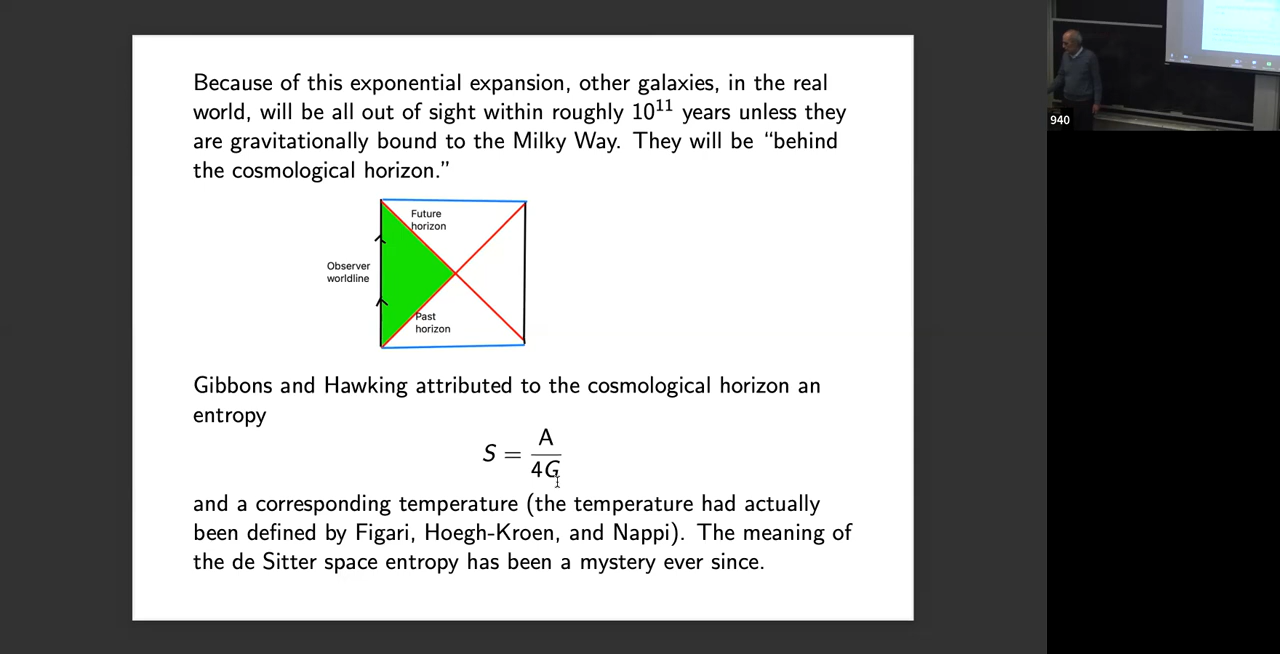 Because of this exponential expansion, other galaxies, in the real
world, will be all out of sight within roughly 10¹¹ years unless they
are gravitationally bound to the Milky Way. They will be “behind
the cosmological horizon.”
Future
horizon
Observer
worldline
Past
horizon
Gibbons and Hawking attributed to the cosmological horizon an
entropy
S = A
4G
and a corresponding temperature (the temperature had actually
been defined by Figari, Hoegh-Kroen, and Nappi). The meaning of
the de Sitter space entropy has been a mystery ever since.
940